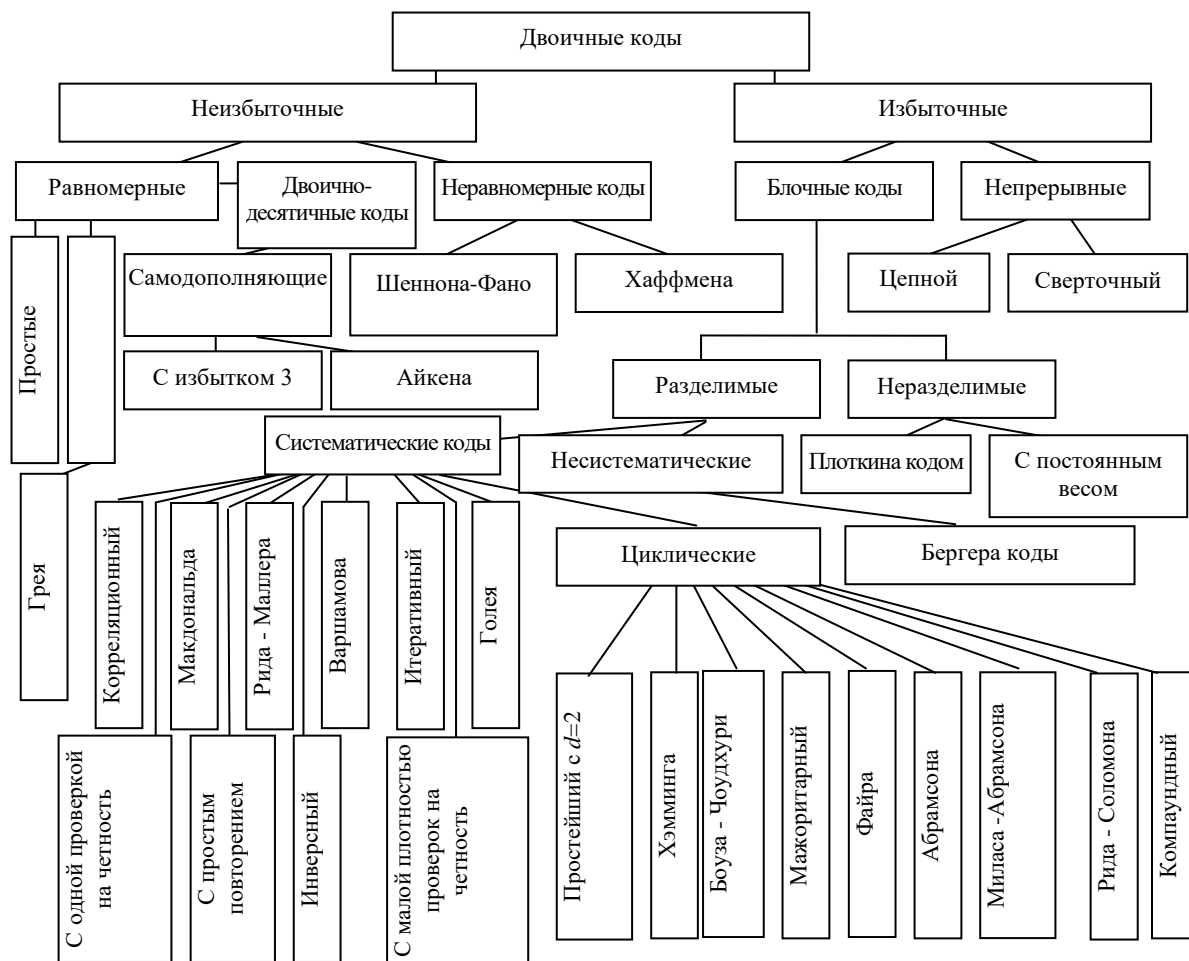 Двоичные коды
Неизбыточные
Избыточные
Равномерные
Двоично-
десятичные коды
Неравномерные коды
Блочные коды
Непрерывные
Простые
Самодополняющие
Шеннона-Фано
Хаффмена
Цепной
Сверточный
С избытком 3
Айкена
Разделимые
Неразделимые
Систематические коды
Несистематические
Плоткина кодом
С постоянным
весом
Грея
Корреляционный
Макдональда
Рида - Маллера
Варшамова
Итеративный
Голея
Циклические
Бергера коды
С одной проверкой
на четность
С простым
повторением
Инверсный
С малой плотностью
проверок на
четность
Простейший с d=2
Хэмминга
Боуза - Чоудхури
Мажоритарный
Файра
Абрамсона
Миласа -Абрамсона
Рида - Соломона
Компаундный